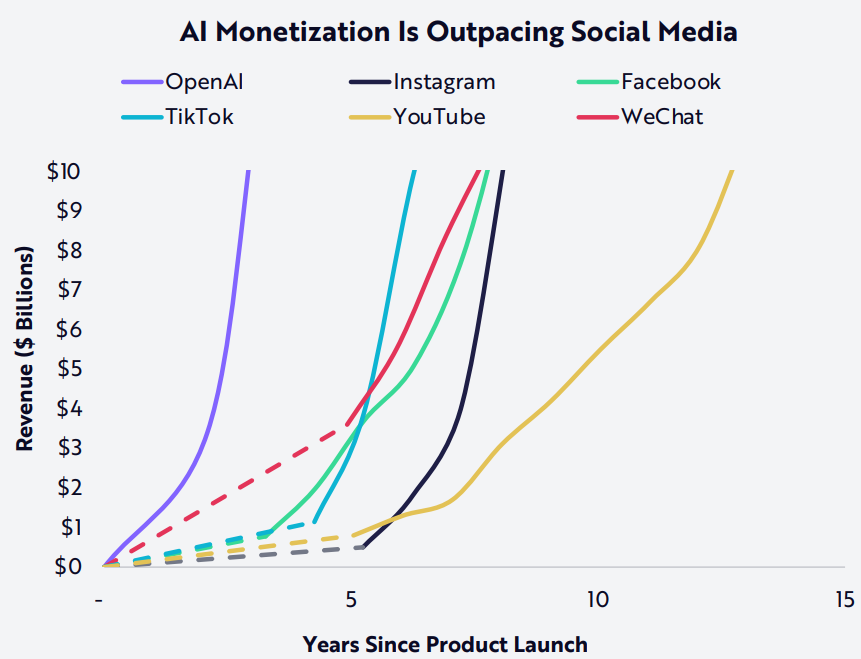 AI Monetization Is Outpacing Social Media
OpenAI Instagram Facebook
TikTok YouTube WeChat
$10
$9
$8
$7
$6
$5
$4
$3
$2
$1
$0
Revenue ($ Billions)
- 5 10 15
Years Since Product Launch